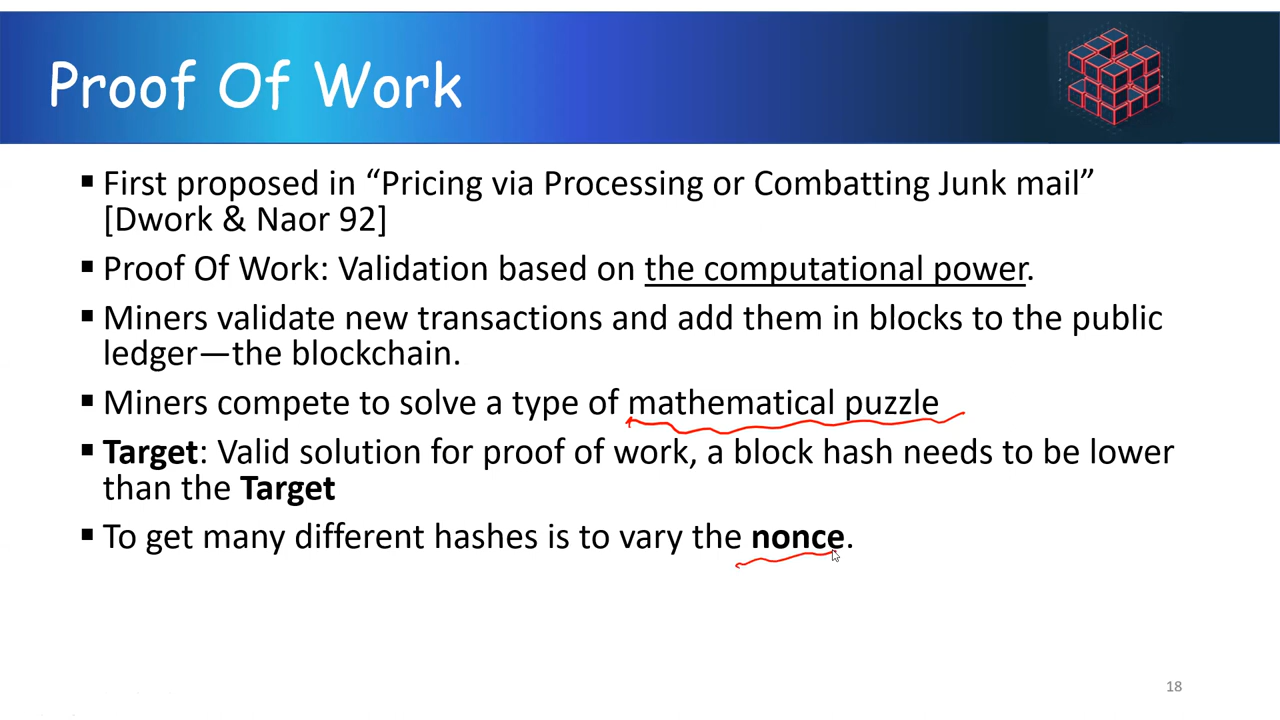 Proof Of Work
▪ First proposed in “Pricing via Processing or Combatting Junk mail”
[Dwork & Naor 92]
▪ Proof Of Work: Validation based on the computational power.
▪ Miners validate new transactions and add them in blocks to the public
ledger—the blockchain.
▪ Miners compete to solve a type of mathematical puzzle
▪ Target: Valid solution for proof of work, a block hash needs to be lower
than the Target
▪ To get many different hashes is to vary the nonce.
18